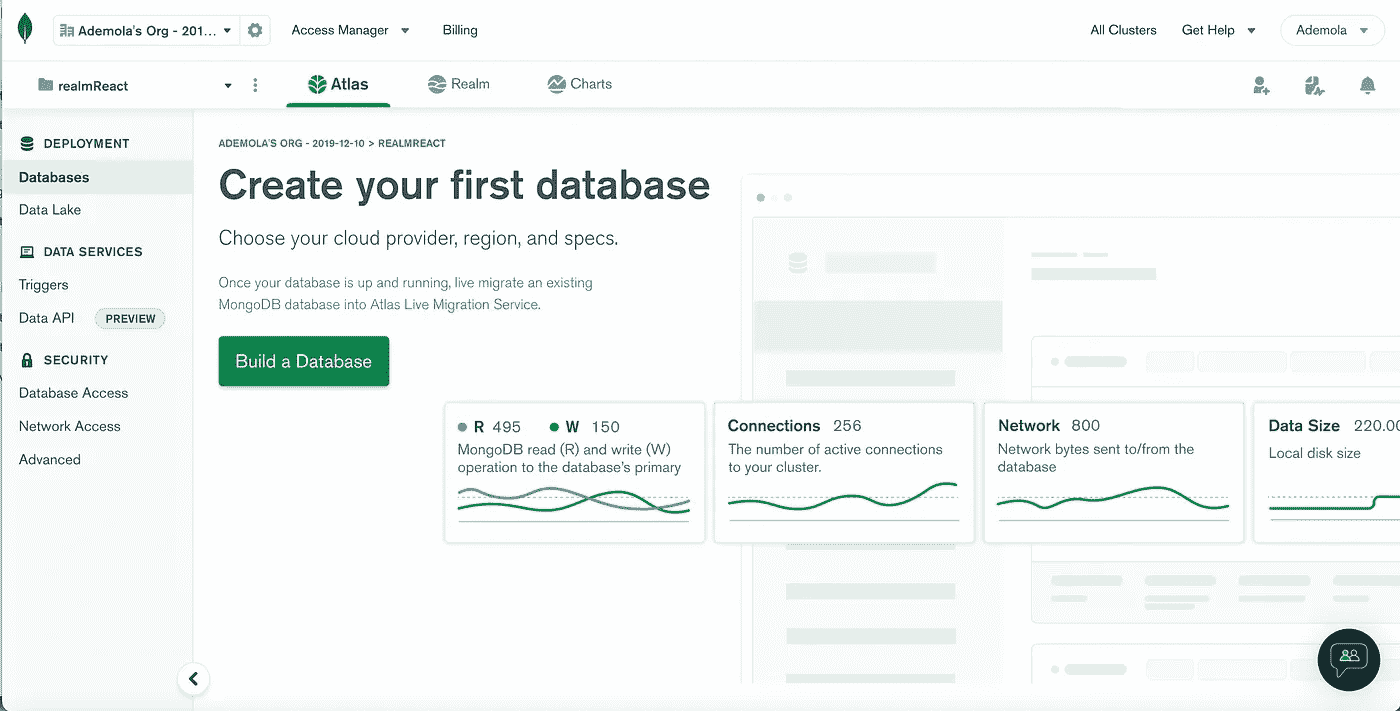 Ademola's Org - 201...
Access Manager
Billing
All Clusters
Get Help
Ademola
realmReact
Atlas
Realm
Charts
DEPLOYMENT
Databases
Data Lake
DATA SERVICES
Triggers
Data API PREVIEW
SECURITY
Database Access
Network Access
Advanced
ADEMOLA'S ORG - 2019-12-10 > REALMREACT
Create your first database
Choose your cloud provider, region, and specs.
Once your database is up and running, live migrate an existing
MongoDB database into Atlas Live Migration Service.
Build a Database
R 495 W 150
MongoDB read (R) and write (W)
operation to the database's primary
Connections 256
The number of active connections
to your cluster.
Network 800
Network bytes sent to/from the
database
Data Size 220.00
Local disk size